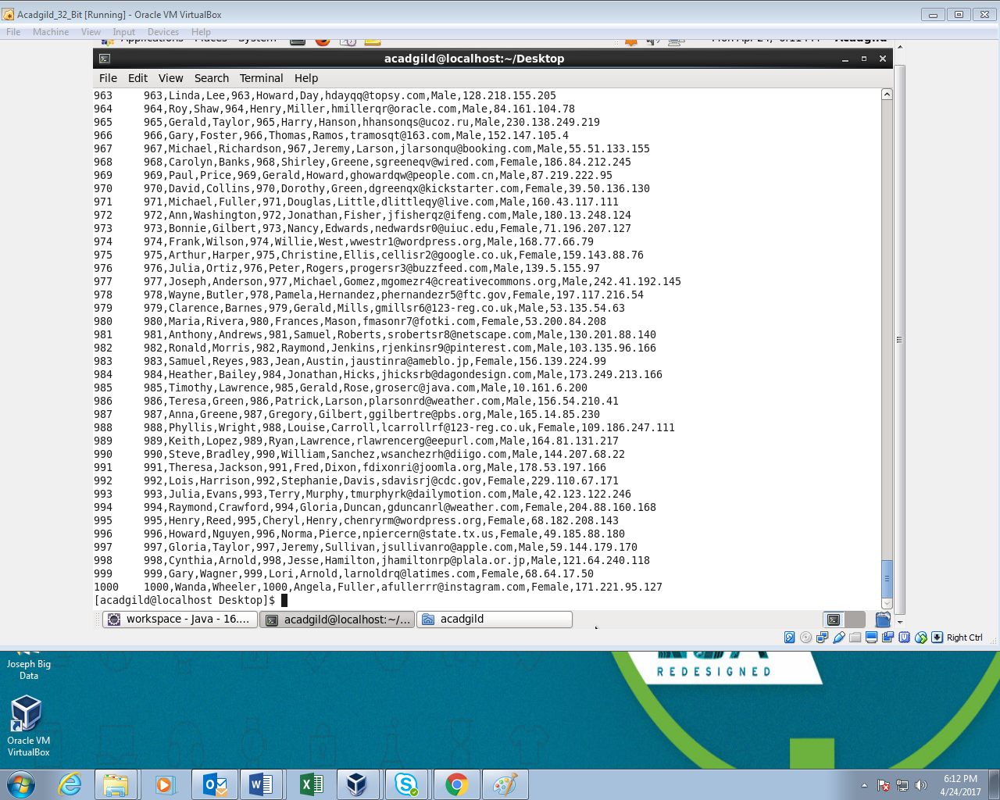 Acadgild_32_Bit [Running] - Oracle VM VirtualBox
File Machine View Input Devices Help
acadgild@localhost:~/Desktop
File Edit View Search Terminal Help
963 963,Linda,Lee,963,Howard,Day,hdayqq@topsy.com,Male,128.218.155.205
964 964,Roy,Shaw,964,Henry,Miller,hmillerqr@oracle.com,Male,84.161.104.78
965 965,Gerald,Taylor,965,Harry,Hanson,hhansonqs@ucoz.ru,Male,230.138.249.219
966 966,Gary,Foster,966,Thomas,Ramos,tramosqt@163.com,Male,152.147.105.4
967 967,Michael,Richardson,967,Jeremy,Larson,jlarsonqu@booking.com,Male,55.51.133.155
968 968,Carolyn,Banks,968,Shirley,Greene,sgreeneqv@wired.com,Female,186.84.212.245
969 969,Paul,Price,969,Gerald,Howard,ghowardqw@people.com.cn,Male,87.219.222.95
970 970,David,Collins,970,Dorothy,Green,dgreenqx@kickstarter.com,Female,39.50.136.130
971 971,Michael,Fuller,971,Douglas,Little,dlittleqy@live.com,Male,160.43.117.111
972 972,Ann,Washington,972,Jonathan,Fisher,jfisherqz@ifeng.com,Male,180.13.248.124
973 973,Bonnie,Gilbert,973,Nancy,Edwards,nedwardsr0@uiuc.edu,Female,71.196.207.127
974 974,Frank,Wilson,974,Willie,West,wwestr1@wordpress.org,Male,168.77.66.79
975 975,Arthur,Harper,975,Christine,Ellis,cellisr2@google.co.uk,Female,159.143.88.76
976 976,Julia,Ortiz,976,Peter,Rogers,progersr3@buzzfeed.com,Male,139.5.155.97
977 977,Joseph,Anderson,977,Michael,Gomez,mgomezr4@creativecommons.org,Male,242.41.192.145
978 978,Wayne,Butler,978,Pamela,Hernandez,phernandezr5@ftc.gov,Female,197.117.216.54
979 979,Clarence,Barnes,979,Gerald,Mills,gmillsr6@123-reg.co.uk,Male,53.135.54.63
980 980,Maria,Rivera,980,Frances,Mason,fmasonr7@fotki.com,Female,53.200.84.208
981 981,Anthony,Andrews,981,Samuel,Roberts,srobertsr8@netscape.com,Male,130.201.88.140
982 982,Ronald,Morris,982,Raymond,Jenkins,rjenkinsr9@pinterest.com,Male,103.135.96.166
983 983,Samuel,Reyes,983,Jean,Austin,jaustinra@ameblo.jp,Female,156.139.224.99
984 984,Heather,Bailey,984,Jonathan,Hicks,jhicksrb@dagondesign.com,Male,173.249.213.166
985 985,Timothy,Lawrence,985,Gerald,Rose,groserc@java.com,Male,10.161.6.200
986 986,Teresa,Green,986,Patrick,Larson,plarsonrd@weather.com,Male,156.54.210.41
987 987,Anna,Greene,987,Gregory,Gilbert,ggilbertre@pbs.org,Male,165.14.85.230
988 988,Phyllis,Wright,988,Louise,Carroll,lcarrollrf@123-reg.co.uk,Female,109.186.247.111
989 989,Keith,Lopez,989,Ryan,Lawrence,rlawrencerg@eepurl.com,Male,164.81.131.217
990 990,Steve,Bradley,990,William,Sanchez,wsanchezrh@diigo.com,Male,144.207.68.22
991 991,Theresa,Jackson,991,Fred,Dixon,fdixonri@joomla.org,Male,178.53.197.166
992 992,Lois,Harrison,992,Stephanie,Davis,sdavisrj@cdc.gov,Female,229.110.67.171
993 993,Julia,Evans,993,Terry,Murphy,tmurphyrk@dailymotion.com,Male,42.123.122.246
994 994,Raymond,Crawford,994,Gloria,Duncan,gduncanrl@weather.com,Female,204.88.160.168
995 995,Henry,Reed,995,Cheryl,Henry,chenryrm@wordpress.org,Female,68.182.208.143
996 996,Howard,Nguyen,996,Norma,Pierce,npiercern@state.tx.us,Female,49.185.88.180
997 997,Gloria,Taylor,997,Jeremy,Sullivan,jsullivanro@apple.com,Male,59.144.179.170
998 998,Cynthia,Arnold,998,Jesse,Hamilton,jhamiltonrp@plala.or.jp,Male,121.64.240.118
999 999,Gary,Wagner,999,Lori,Arnold,larnoldrq@latimes.com,Female,68.64.17.50
1000 1000,Wanda,Wheeler,1000,Angela,Fuller,afullerrr@instagram.com,Female,171.221.95.127
[acadgild@localhost Desktop]$
workspace - Java - 16.... acadgild@localhost:~/... acadgild
Right Ctrl
Joseph Big
Data
REDESIGNED
Oracle VM
VirtualBox
6:12 PM
4/24/2017